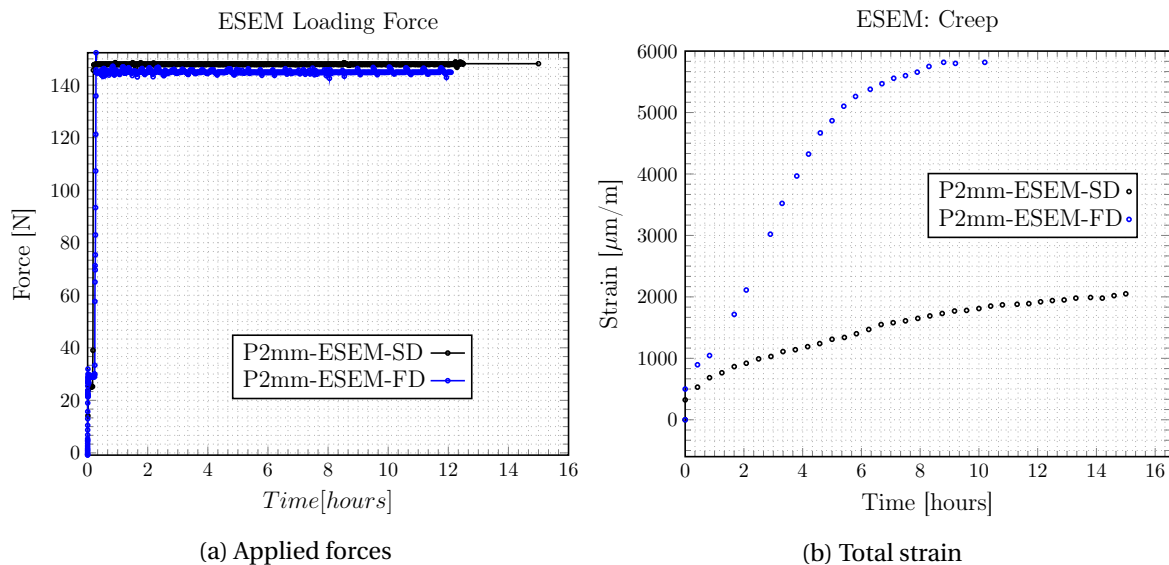 ESEM Loading Force
140
120
100
80
60
40
20
0
Force [N]
P2mm-ESEM-SD
P2mm-ESEM-FD
0 2 4 6 8 10 12 14 16
Time[hours]
(a) Applied forces
ESEM: Creep
6000
5000
4000
3000
2000
1000
0
Strain [μm/m]
P2mm-ESEM-SD
P2mm-ESEM-FD
0 2 4 6 8 10 12 14 16
Time [hours]
(b) Total strain